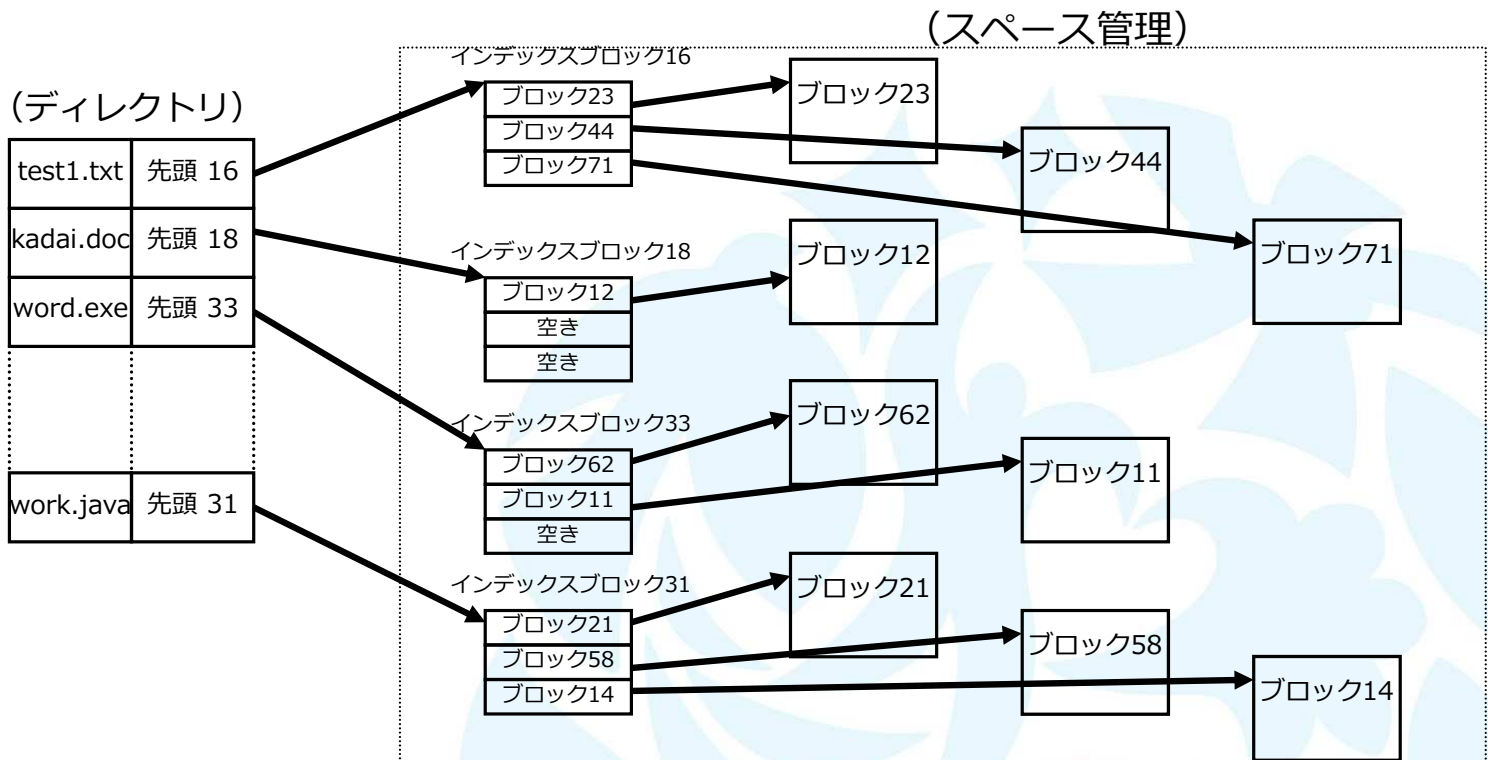 （スペース管理）
（ディレクトリ）
test1.txt 先頭 16
kadai.doc 先頭 18
word.exe 先頭 33
work.java 先頭 31
インデックスブロック16
ブロック23
ブロック44
ブロック71
ブロック23
ブロック44
ブロック71
インデックスブロック18
ブロック12
空き
空き
ブロック12
インデックスブロック33
ブロック62
ブロック11
空き
ブロック62
ブロック11
インデックスブロック31
ブロック21
ブロック58
ブロック14
ブロック21
ブロック58
ブロック14